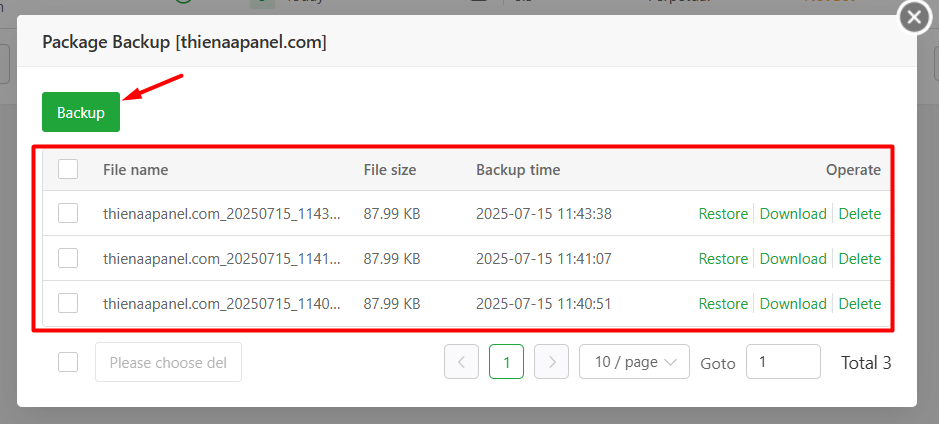 Package Backup [thienaapanel.com]
Backup
File name File size Backup time Operate
thienaapanel.com_20250715_1143... 87.99 KB 2025-07-15 11:43:38 Restore Download Delete
thienaapanel.com_20250715_1141... 87.99 KB 2025-07-15 11:41:07 Restore Download Delete
thienaapanel.com_20250715_1140... 87.99 KB 2025-07-15 11:40:51 Restore Download Delete
Please choose del 1 10 / page Goto 1 Total 3